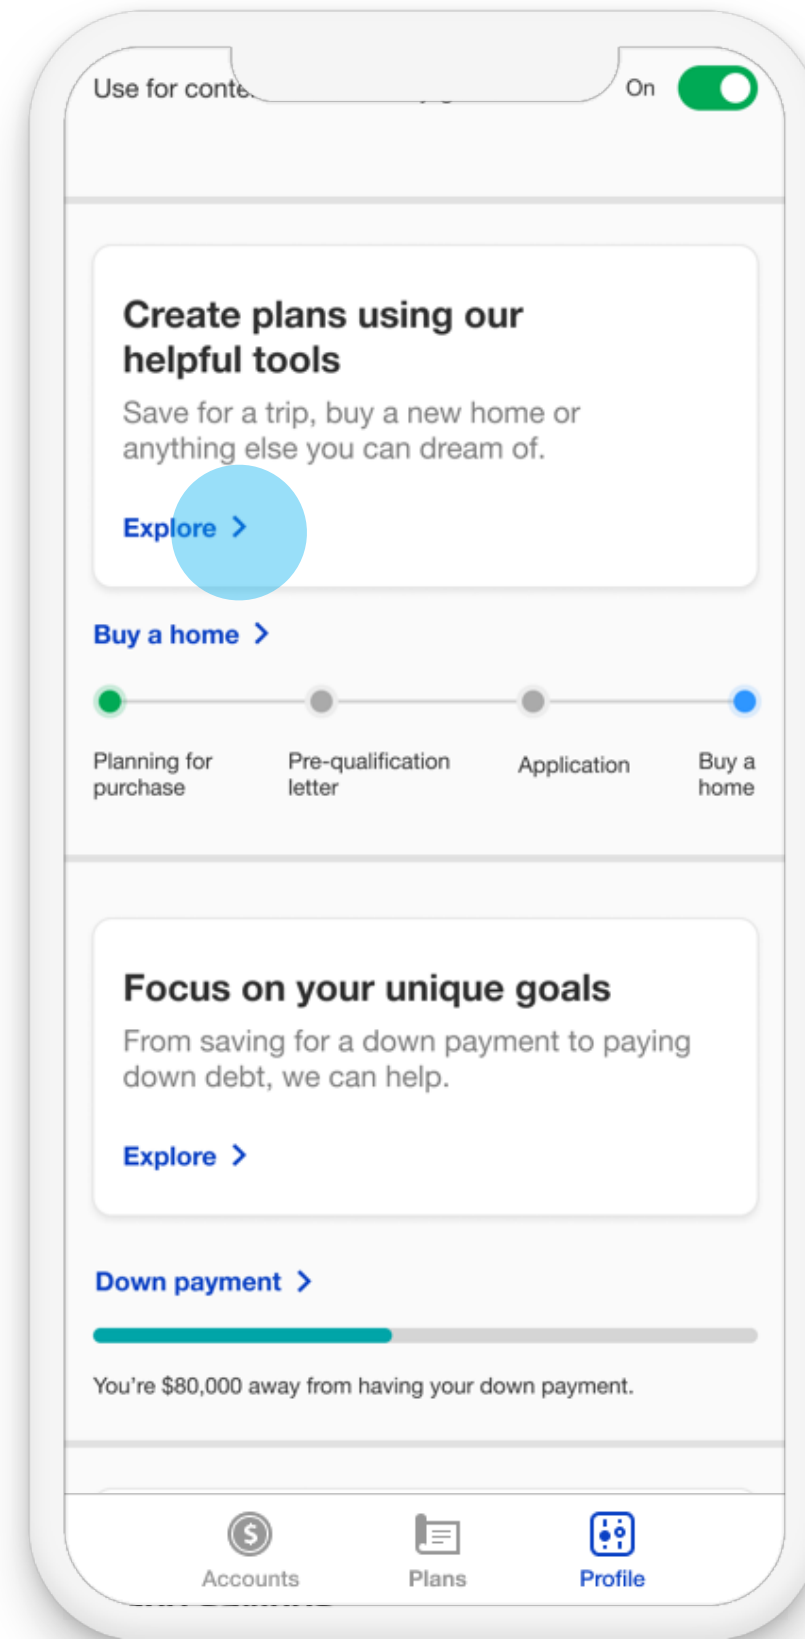 Use for conte
On
Create plans using our
helpful tools
Save for a trip, buy a new home or
anything else you can dream of.
Explore >
Buy a home >
Planning for
purchase
Pre-qualification
letter
Application
Buy a
home
Focus on your unique goals
From saving for a down payment to paying
down debt, we can help.
Explore >
Down payment >
You're $80,000 away from having your down payment.
Accounts
Plans
Profile